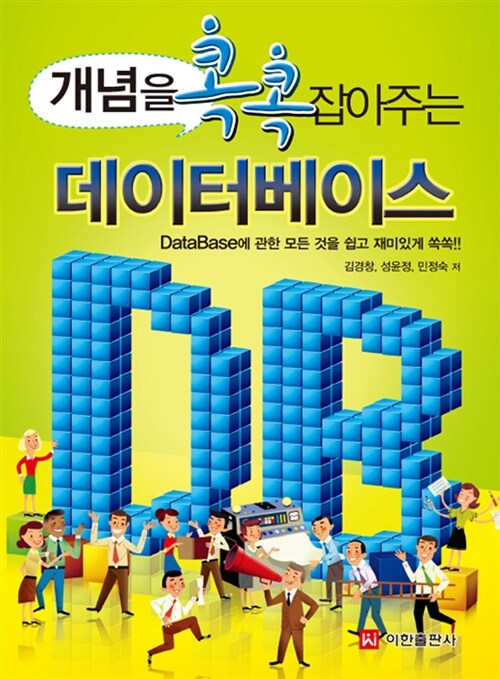 개념을 콕콕 잡아주는
데이터베이스
DataBase에 관한 모든 것을 쉽고 재미있게 쏙쏙!!
김경창, 성윤정, 민정숙 저
DB
이한출판사